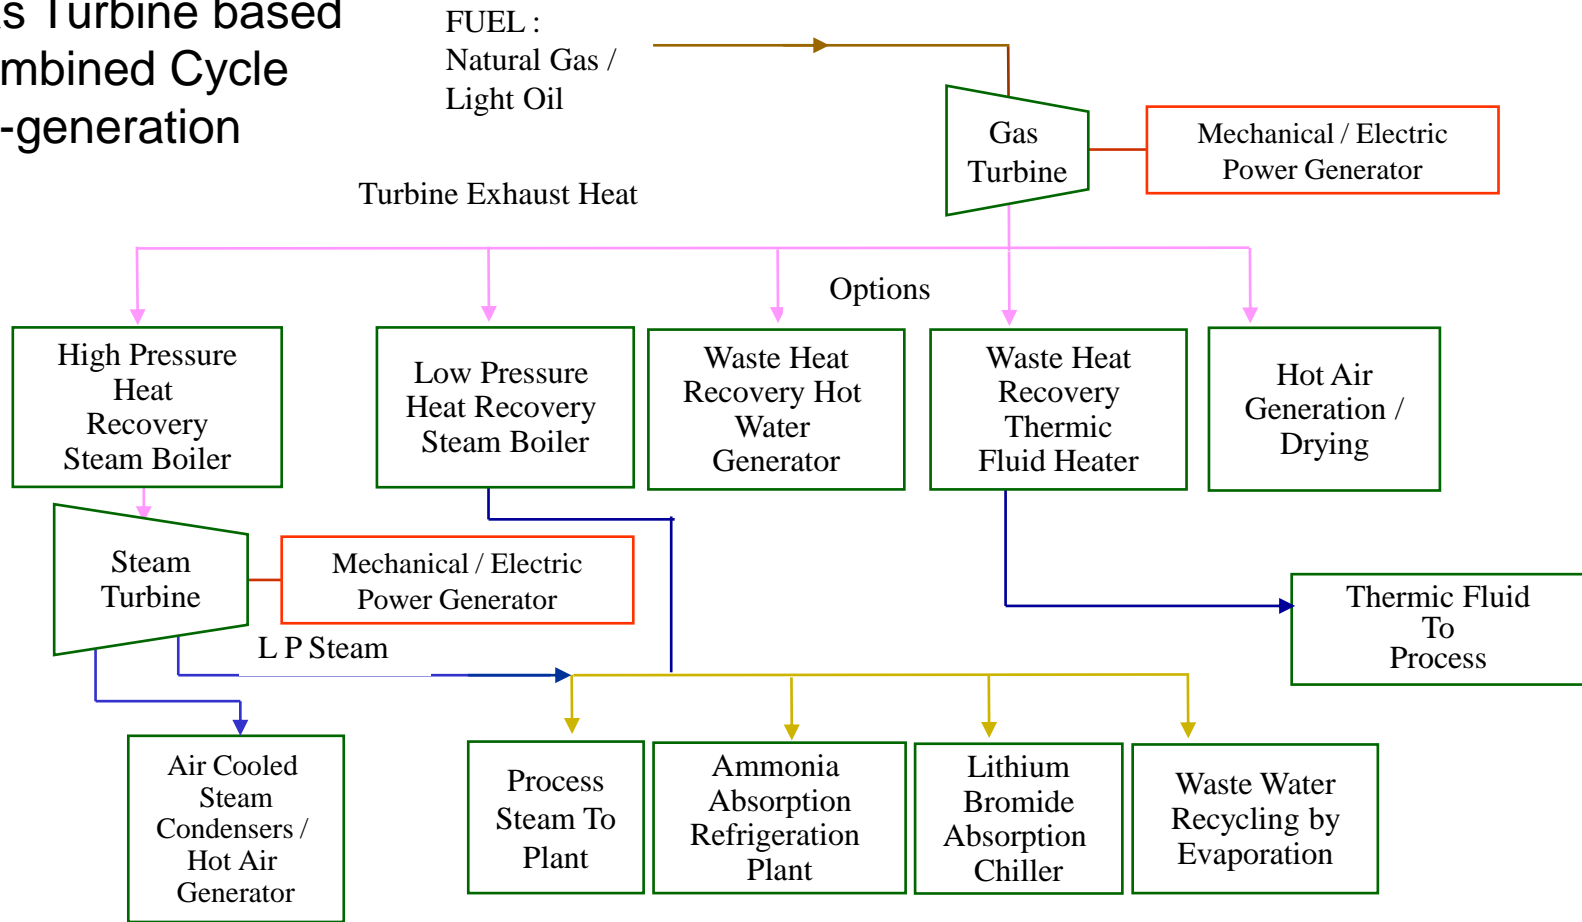 s Turbine based
mbined Cycle
-generation
FUEL :
Natural Gas /
Light Oil
Gas
Turbine
Mechanical / Electric
Power Generator
Turbine Exhaust Heat
Options
High Pressure
Heat
Recovery
Steam Boiler
Low Pressure
Heat Recovery
Steam Boiler
Waste Heat
Recovery Hot
Water
Generator
Waste Heat
Recovery
Thermic
Fluid Heater
Hot Air
Generation /
Drying
Steam
Turbine
Mechanical / Electric
Power Generator
L P Steam
Thermic Fluid
To
Process
Air Cooled
Steam
Condensers /
Hot Air
Generator
Process
Steam To
Plant
Ammonia
Absorption
Refrigeration
Plant
Lithium
Bromide
Absorption
Chiller
Waste Water
Recycling by
Evaporation